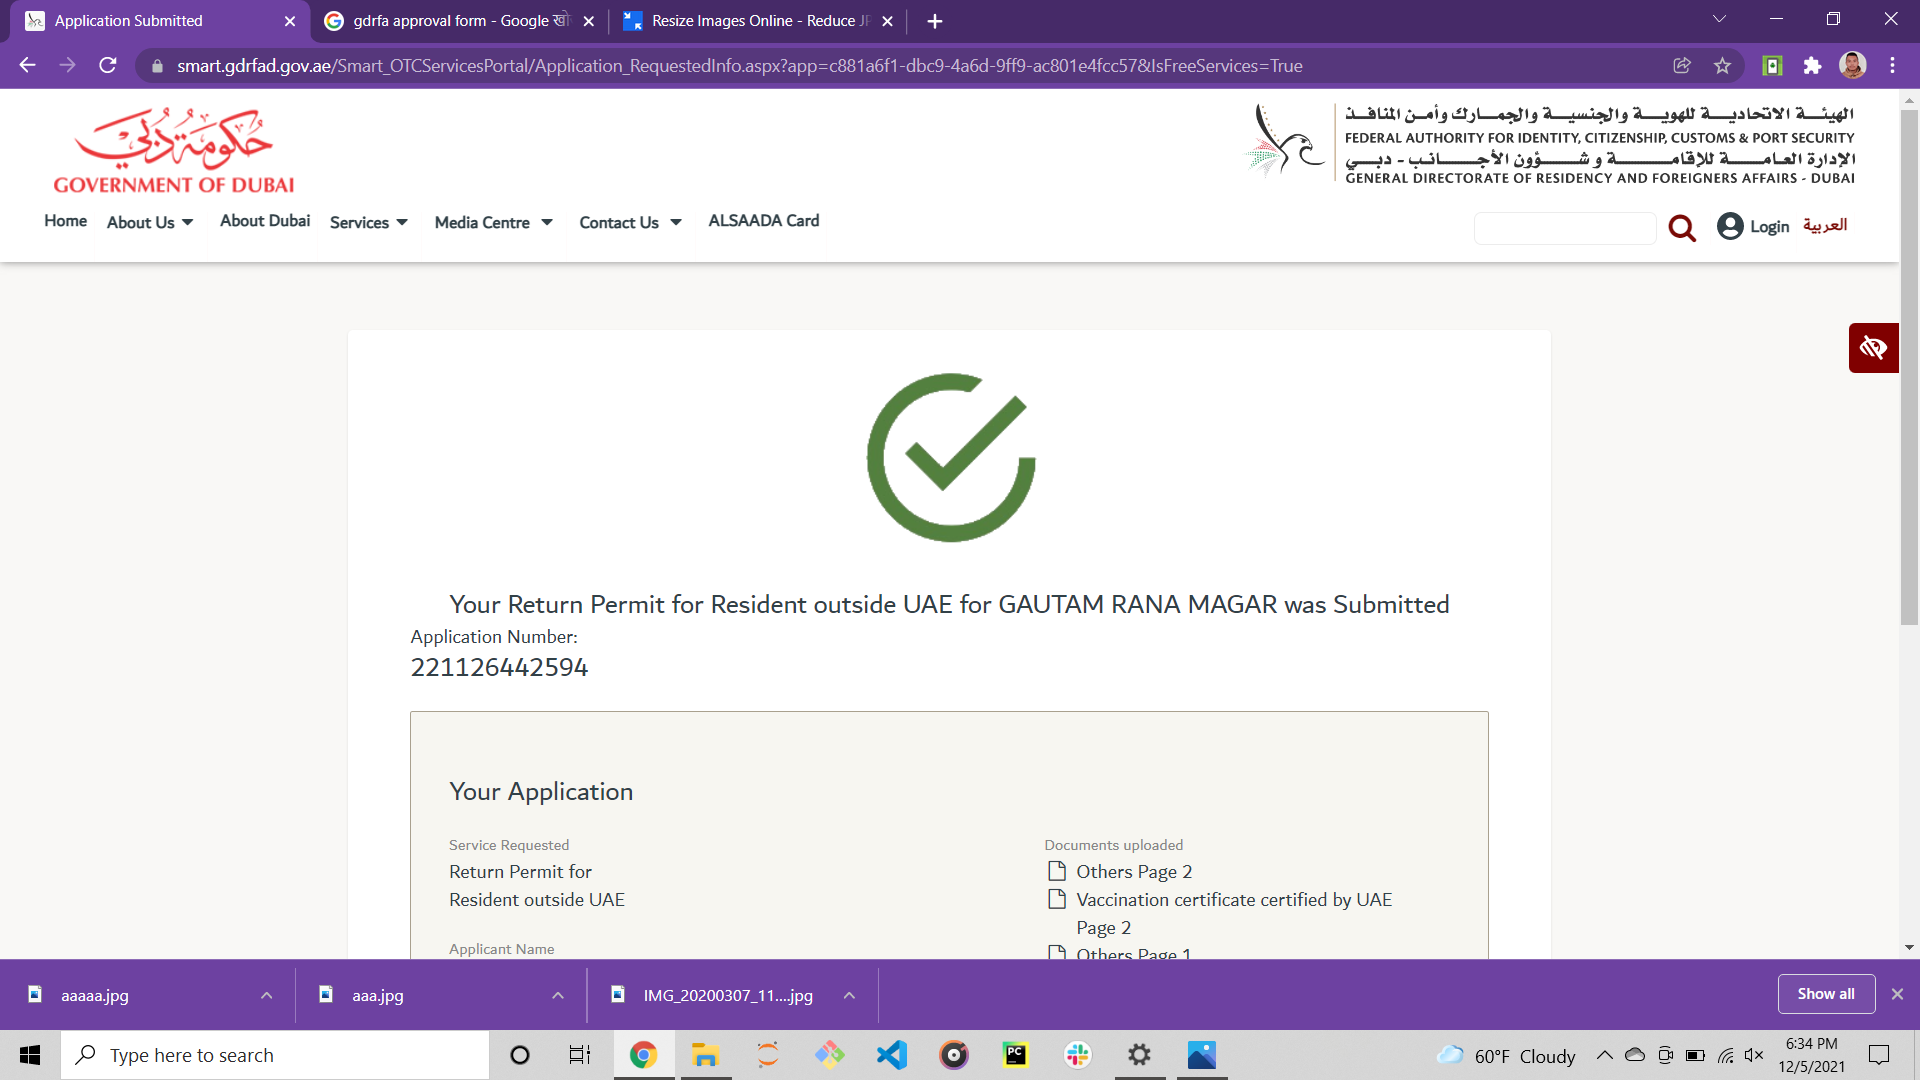 Application Submitted
gdrfa approval form - Google खो
Resize Images Online - Reduce JP
smart.gdrfad.gov.ae/Smart_OTCServicesPortal/Application_RequestedInfo.aspx?app=c881a6f1-dbc9-4a6d-9ff9-ac801e4fcc57&IsFreeServices=True
حكومة دبي
GOVERNMENT OF DUBAI
الهيئة الاتحادية للهوية والجنسية والجمارك وأمن المنافذ
FEDERAL AUTHORITY FOR IDENTITY, CITIZENSHIP, CUSTOMS & PORT SECURITY
الإدارة العامة للإقامة و شؤون الأجانب - دبي
GENERAL DIRECTORATE OF RESIDENCY AND FOREIGNERS AFFAIRS - DUBAI
Home About Us About Dubai Services Media Centre Contact Us ALSAADA Card Login العربية
Your Return Permit for Resident outside UAE for GAUTAM RANA MAGAR was Submitted
Application Number:
221126442594
Your Application
Service Requested
Return Permit for
Resident outside UAE
Applicant Name
Documents uploaded
Others Page 2
Vaccination certificate certified by UAE
Page 2
Others Page 1
aaaaa.jpg aaa.jpg IMG_20200307_11....jpg Show all
Type here to search
PC
60°F Cloudy
6:34 PM
12/5/2021